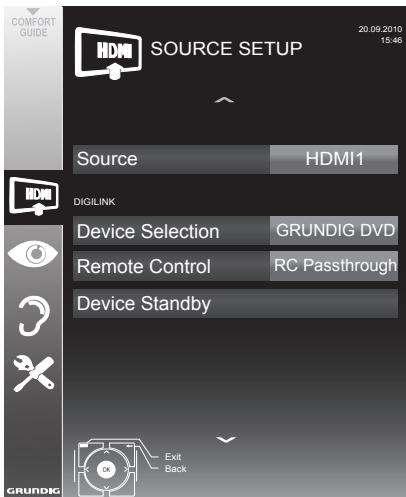 COMFORT
GUIDE
HDMI
SOURCE SETUP
20.09.2010
15:46
Source
HDMI1
HDMI
DIGILINK
Device Selection
GRUNDIG DVD
Remote Control
RC Passthrough
Device Standby
OK
Exit
Back
GRUNDIG